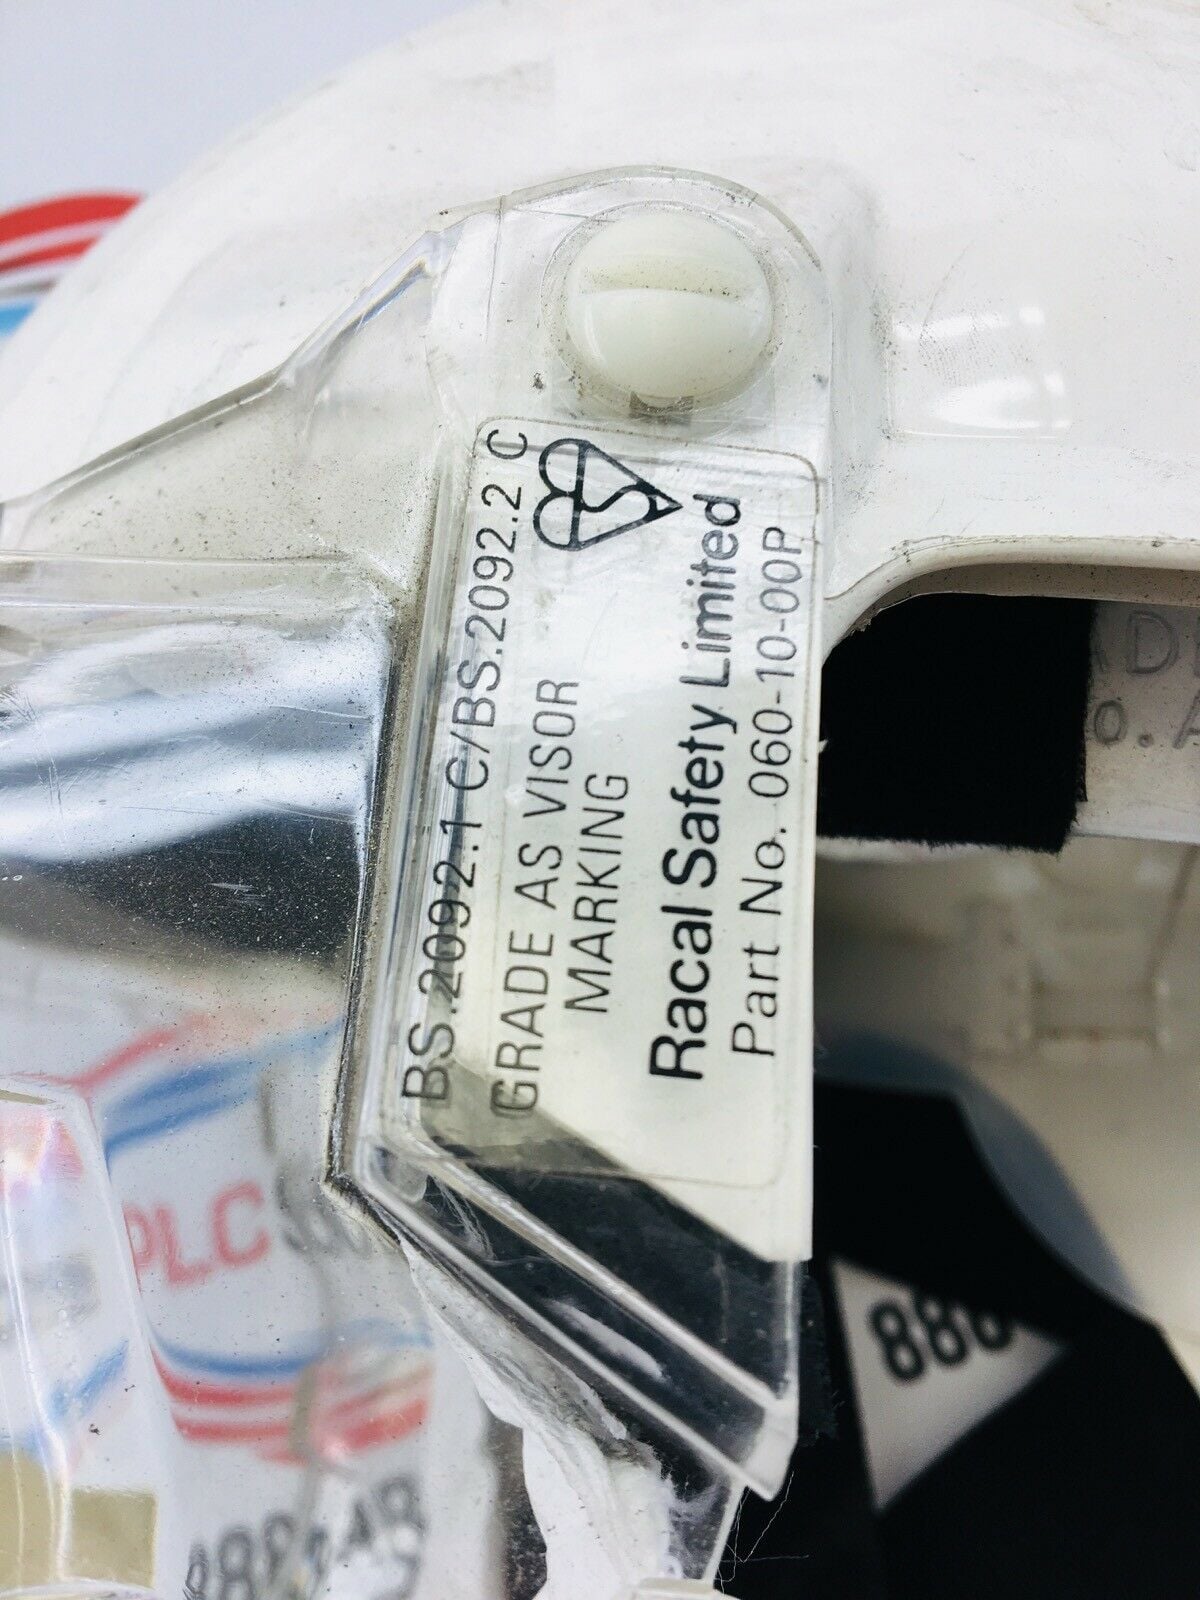 BS.2092.1 C/BS.2092.2 C
GRADE AS VISOR
MARKING
Racal Safety Limited
Part No. 060-10-00P
PLC
888